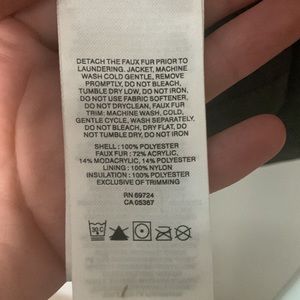 DETACH THE FAUX FUR PRIOR TO
LAUNDERING. JACKET, MACHINE
WASH COLD GENTLE, REMOVE
PROMPTLY, DO NOT BLEACH,
TUMBLE DRY LOW, DO NOT IRON,
DO NOT USE FABRIC SOFTENER,
DO NOT DRYCLEAN, FAUX FUR
TRIM: MACHINE WASH, COLD,
GENTLE CYCLE, WASH SEPARATELY,
DO NOT BLEACH, DRY FLAT, DO
NOT TUMBLE DRY, DO NOT IRON
SHELL : 100% POLYESTER
FAUX FUR : 72% ACRYLIC,
14% MODACRYLIC, 14% POLYESTER
LINING : 100% NYLON
INSULATION : 100% POLYESTER
EXCLUSIVE OF TRIMMING
RN 69724
CA 05367
30°C